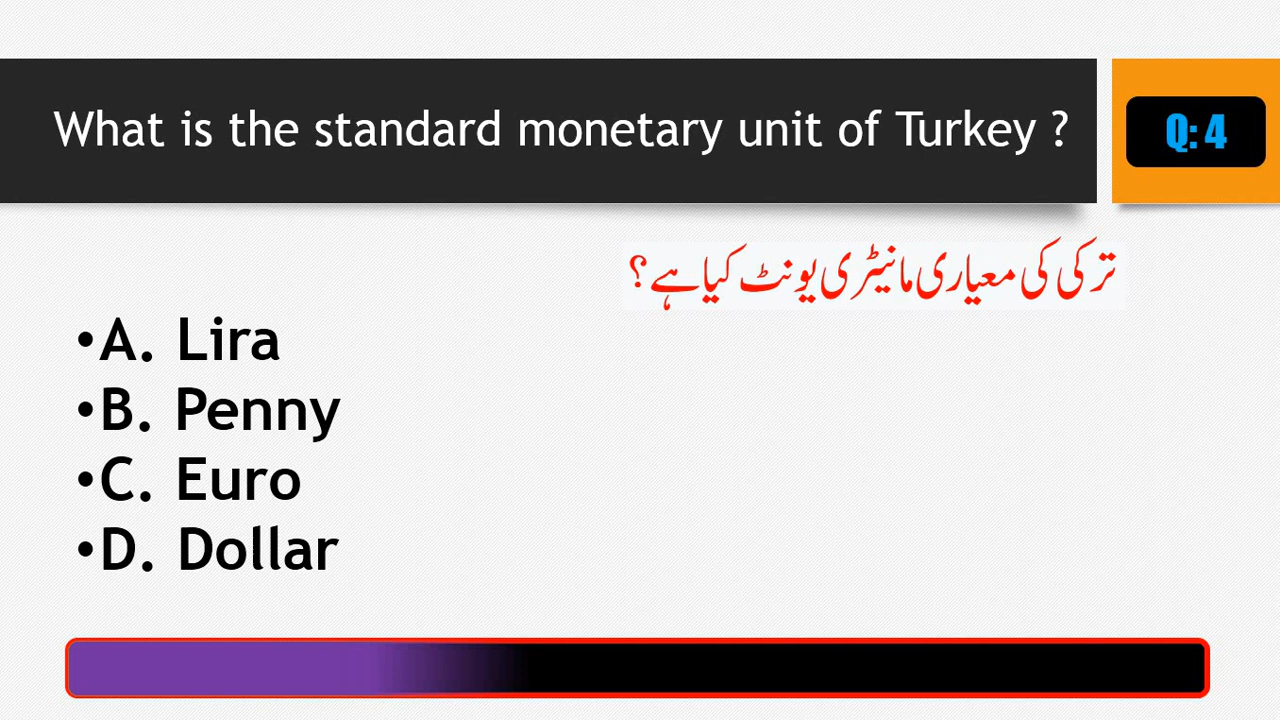 What is the standard monetary unit of Turkey ?
Q: 4
ترکی کی معیاری مانیٹری یونٹ کیا ہے؟
•A. Lira
•B. Penny
•C. Euro
•D. Dollar